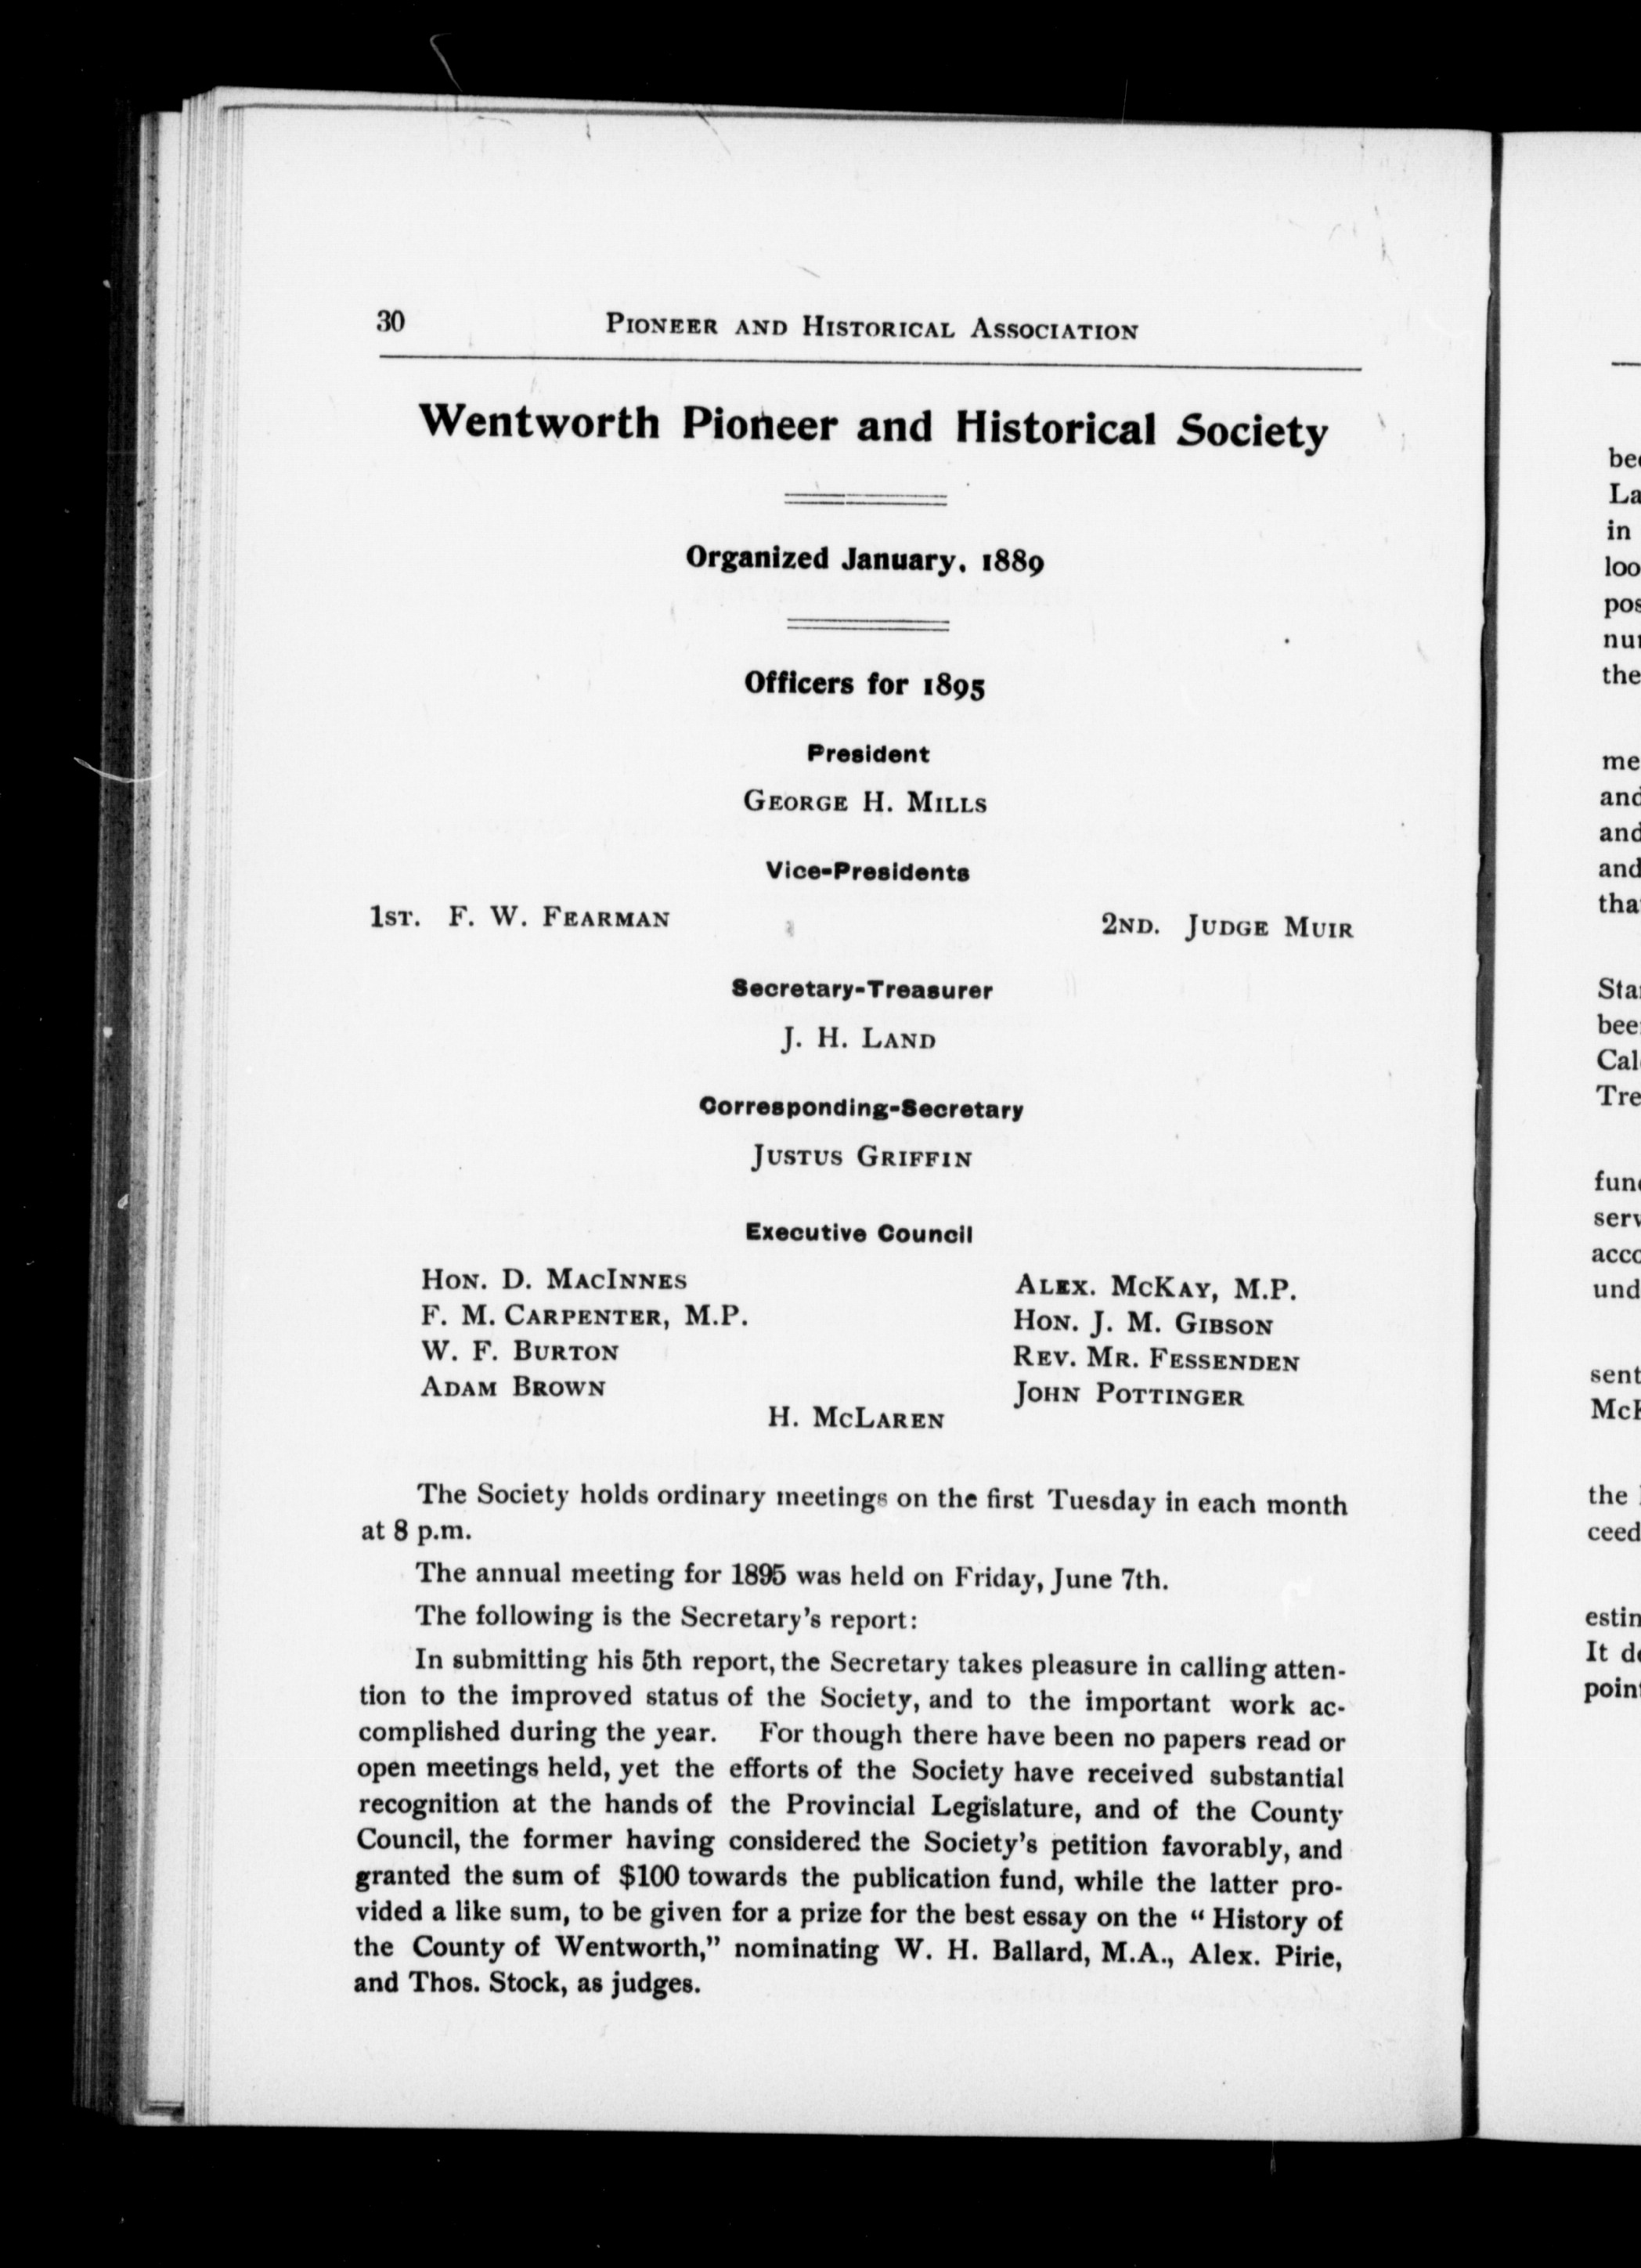 30 PIONEER AND HISTORICAL ASSOCIATION
Wentworth Pioneer and Historical Society
Organized January, 1889
Officers for 1895
President
GEORGE H. MILLS
Vice-Presidents
1ST. F. W. FEARMAN 2ND. JUDGE MUIR
Secretary-Treasurer
J. H. LAND
Corresponding-Secretary
JUSTUS GRIFFIN
Executive Council
HON. D. MACINNES ALEX. MCKAY, M.P.
F. M. CARPENTER, M.P. HON. J. M. GIBSON
W. F. BURTON REV. MR. FESSENDEN
ADAM BROWN JOHN POTTINGER
H. MCLAREN
The Society holds ordinary meetings on the first Tuesday in each month
at 8 p.m.
The annual meeting for 1895 was held on Friday, June 7th.
The following is the Secretary's report:
In submitting his 5th report, the Secretary takes pleasure in calling atten-
tion to the improved status of the Society, and to the important work ac-
complished during the year. For though there have been no papers read or
open meetings held, yet the efforts of the Society have received substantial
recognition at the hands of the Provincial Legislature, and of the County
Council, the former having considered the Society's petition favorably, and
granted the sum of $100 towards the publication fund, while the latter pro-
vided a like sum, to be given for a prize for the best essay on the " History of
the County of Wentworth," nominating W. H. Ballard, M.A., Alex. Pirie,
and Thos. Stock, as judges.